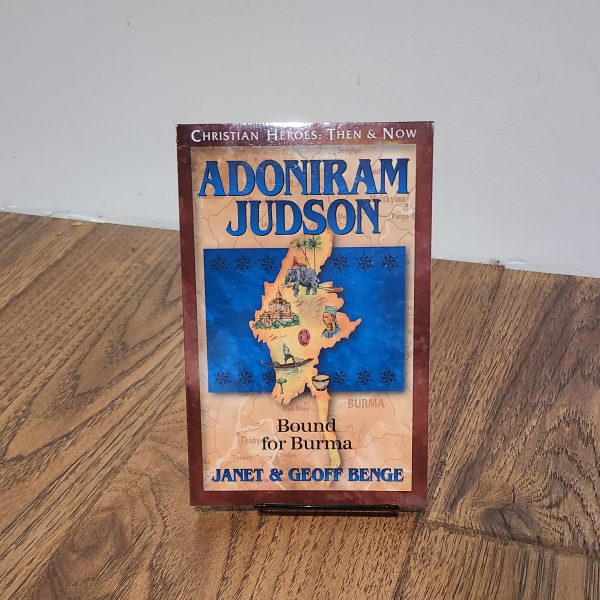 CHRISTIAN HEROES: THEN & NOW
ADONIRAM
JUDSON
BURMA
Bound
for Burma
JANET & GEOFF BENGE